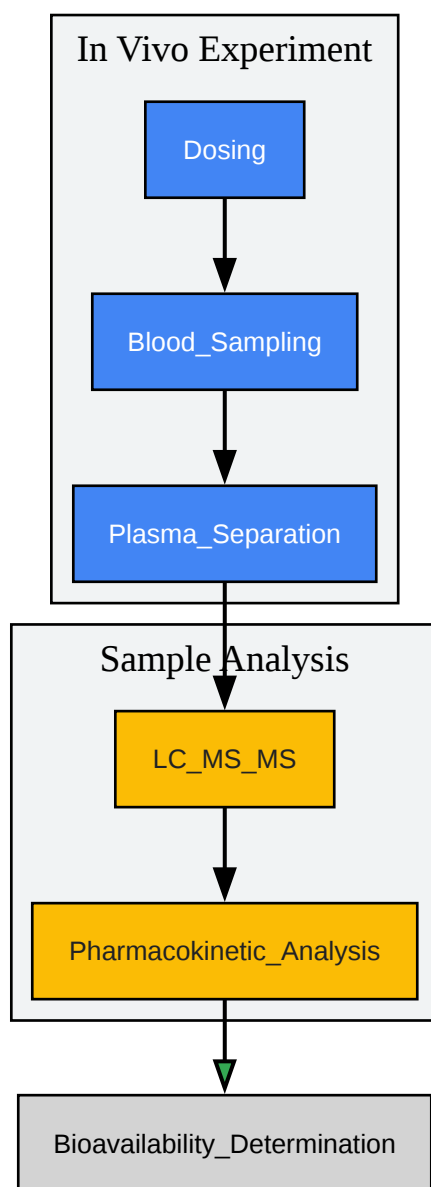 In Vivo Experiment
Dosing
Blood_Sampling
Plasma_Separation
Sample Analysis
LC_MS_MS
Pharmacokinetic_Analysis
Bioavailability_Determination